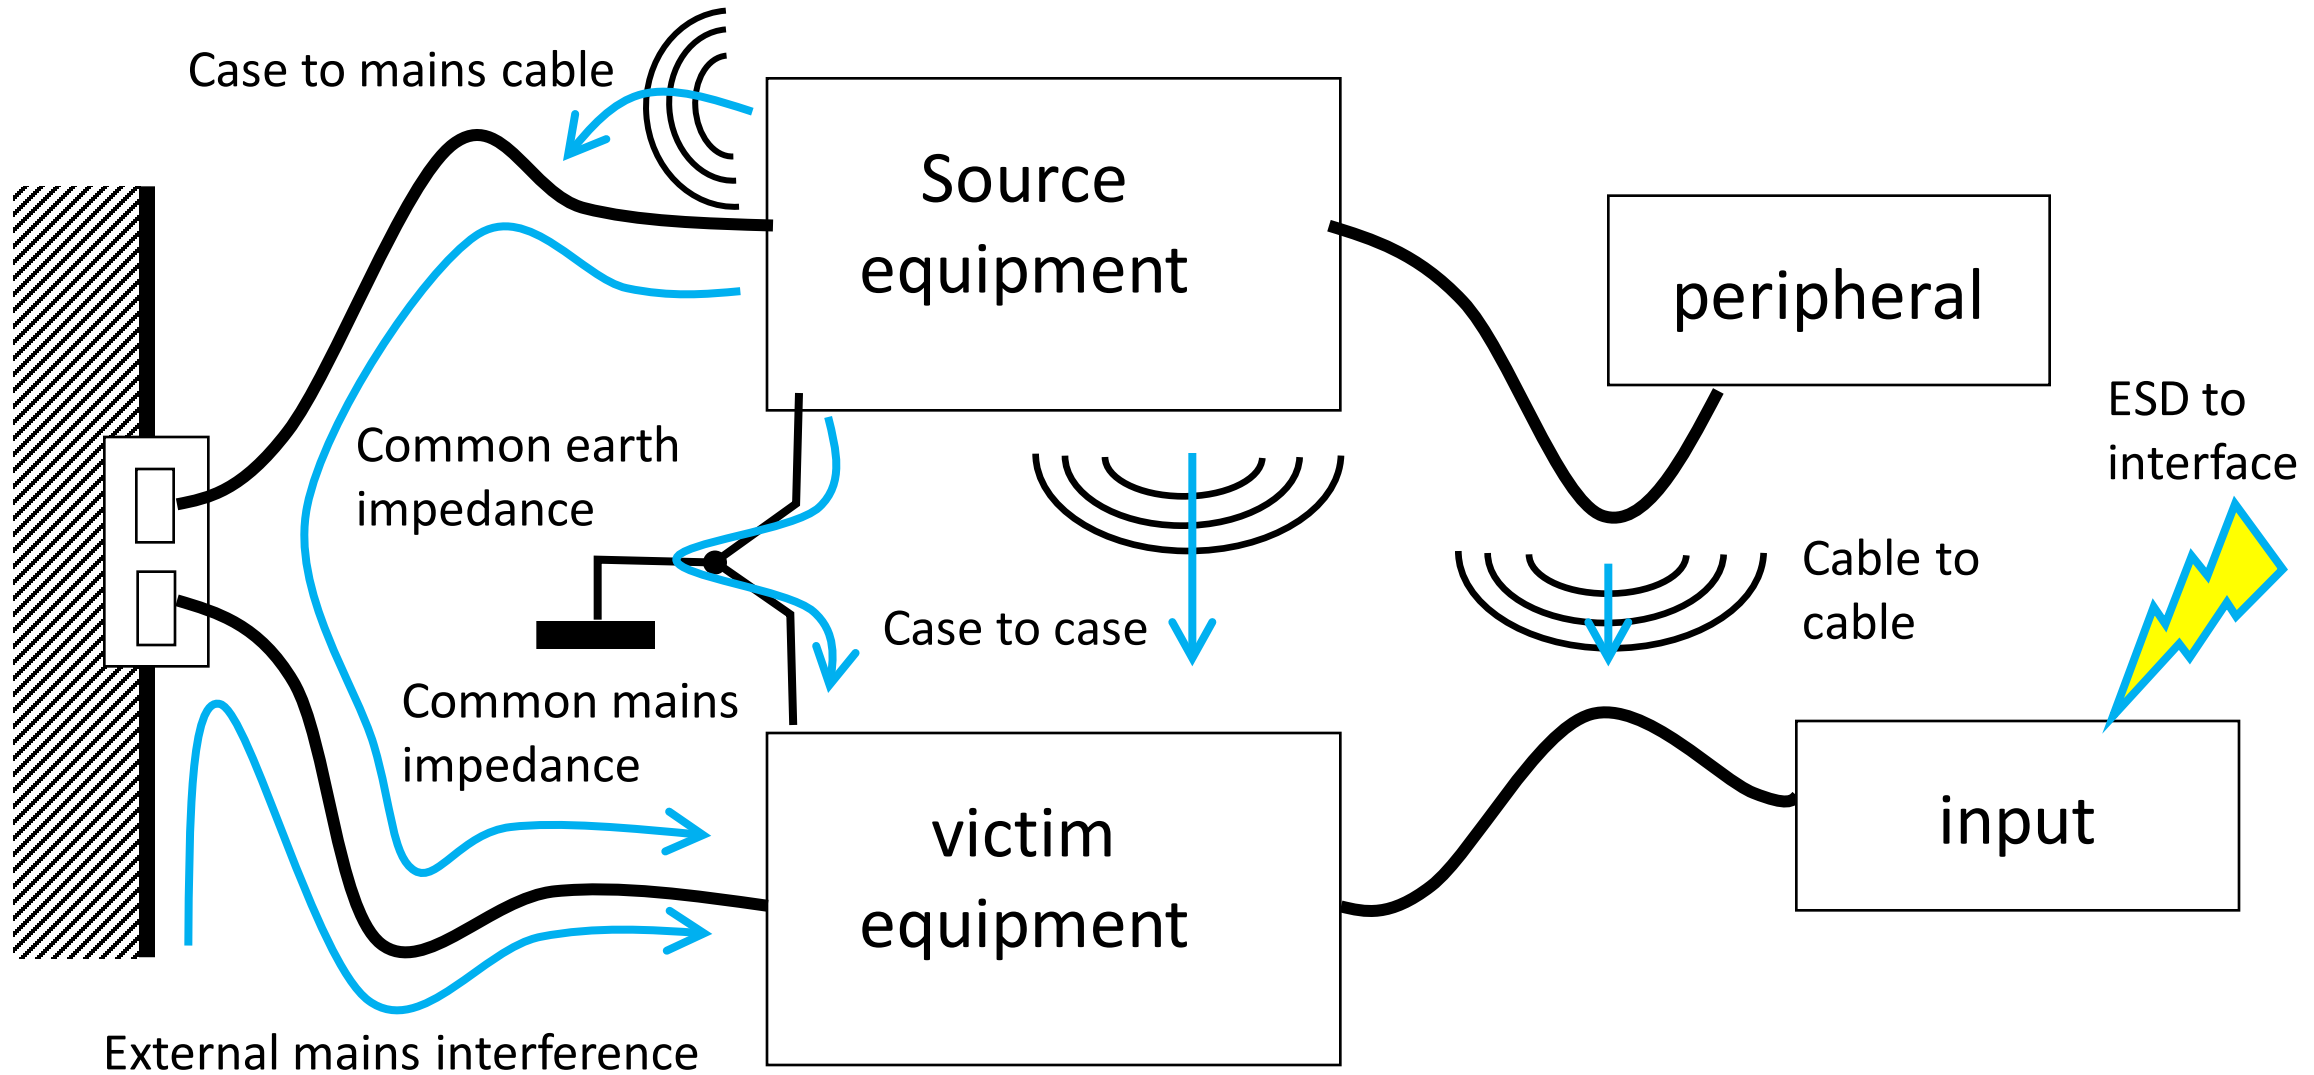 Case to mains cable
Source
equipment
peripheral
ESD to
interface
Common earth
impedance
Cable to
cable
Case to case
Common mains
impedance
victim
equipment
input
External mains interference